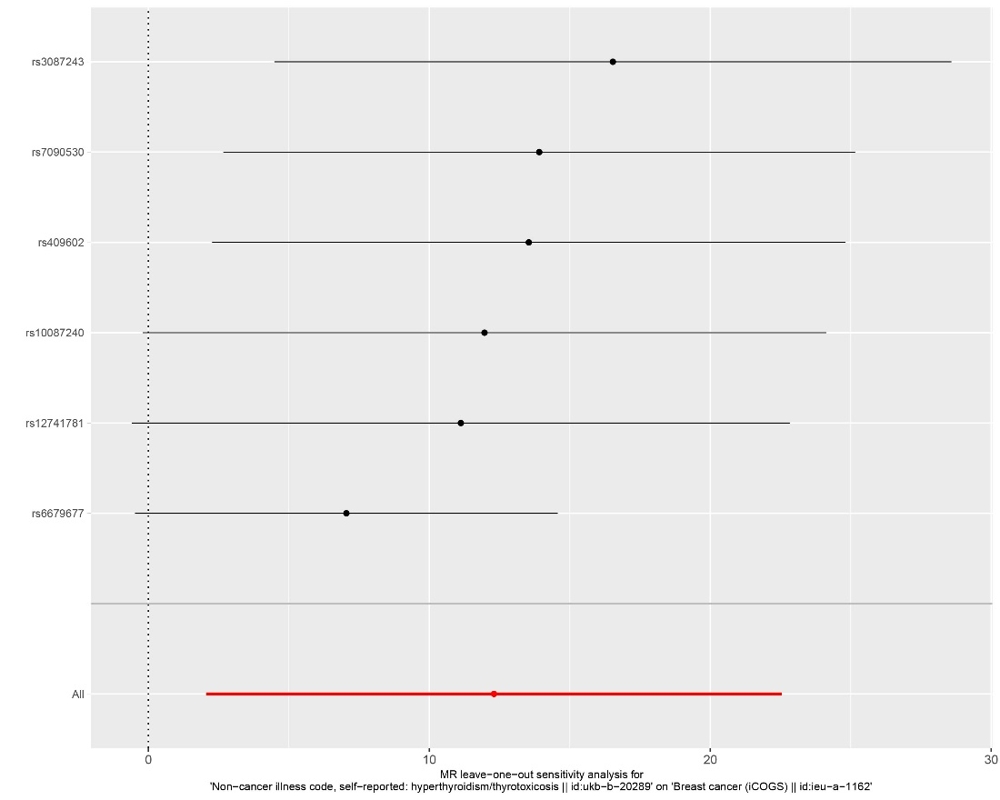 rs3087243
rs7090530
rs409602
rs10087240
rs12741781
rs6679677
All
0 10 20 30
MR leave−one−out sensitivity analysis for
'Non−cancer illness code, self−reported: hyperthyroidism/thyrotoxicosis || id:ukb−b−20289' on 'Breast cancer (iCOGS) || id:ieu−a−1162'